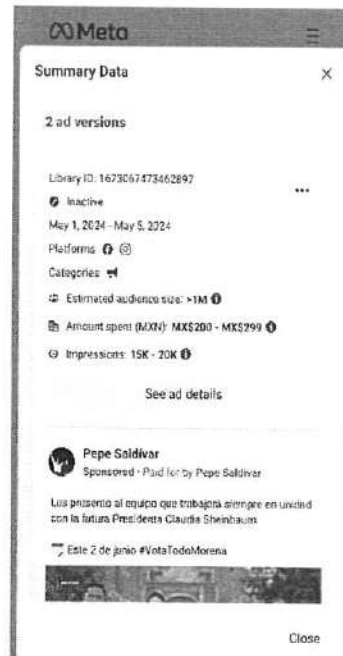 Meta
Summary Data
2 ad versions
Library ID: 1673067473462897
Inactive
May 1, 2024 - May 5, 2024
Platforms
Categories
Estimated audience size: >1M
Amount spent (MXN): MX$200 - MX$299
Impressions: 15K - 20K
See ad details
Pepe Saldívar
Sponsored · Paid for by Pepe Saldívar
Les presento al equipo que trabajará siempre en unidad
con la futura Presidenta Claudia Sheinbaum
Este 2 de junio #VotaTodoMorena
Close